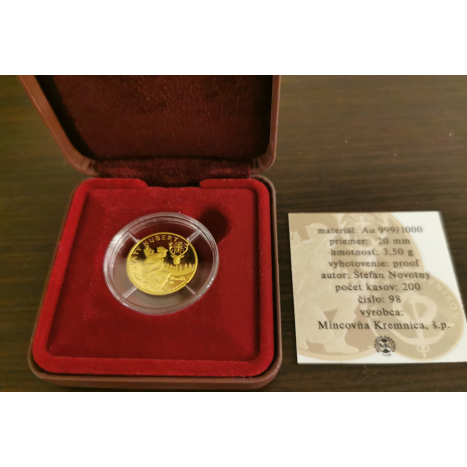 HUBERT
materiál: Au 999/1000
priemer: 20 mm
hmotnosť: 3,50 g
vyhotovenie: proof
autor: Štefan Novotný
počet kusov: 200
číslo: 98
výrobca:
Mincovňa Kremnica, š.p.